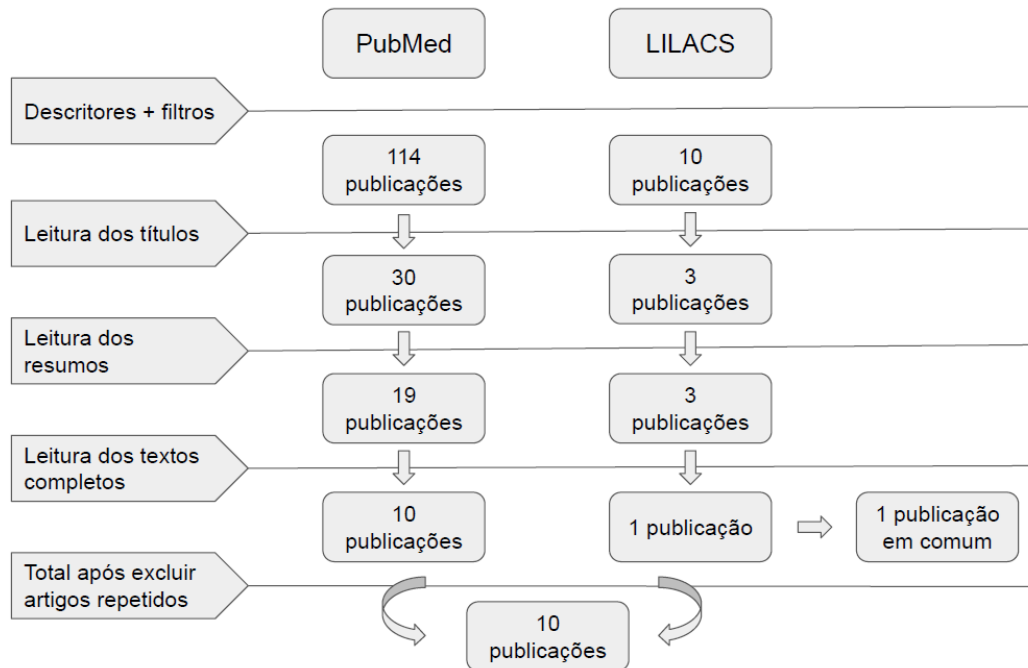 PubMed
LILACS
Descritores + filtros
114
publicações
10
publicações
Leitura dos títulos
30
publicações
3
publicações
Leitura dos
resumos
19
publicações
3
publicações
Leitura dos textos
completos
10
publicações
1 publicação
1 publicação
em comum
Total após excluir
artigos repetidos
10
publicações